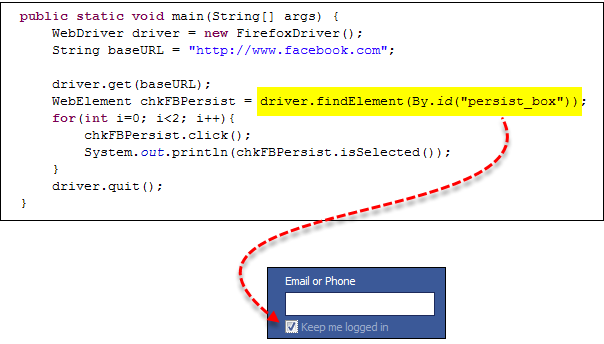 public static void main(String[] args) {
WebDriver driver = new FirefoxDriver();
String baseURL = "http://www.facebook.com";
driver.get(baseURL);
WebElement chkFBPersist = driver.findElement(By.id("persist_box"));
for(int i=0; i<2; i++){
chkFBPersist.click();
System.out.println(chkFBPersist.isSelected());
}
driver.quit();
}
Email or Phone
Keep me logged in